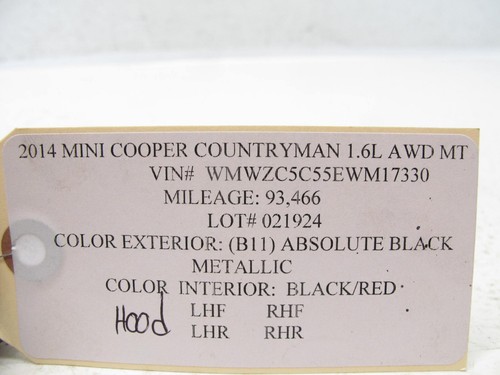 2014 MINI COOPER COUNTRYMAN 1.6L AWD MT
VIN# WMWZC5C55EWM17330
MILEAGE: 93,466
LOT# 021924
COLOR EXTERIOR: (B11) ABSOLUTE BLACK
METALLIC
COLOR INTERIOR: BLACK/RED
Hood LHF RHF
LHR RHR